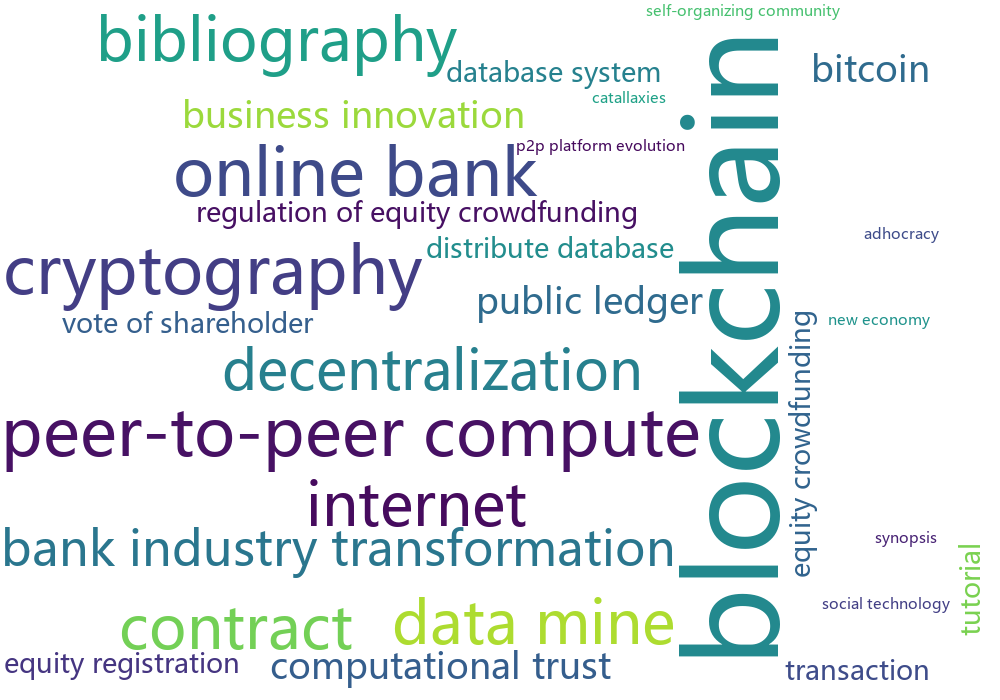 self-organizing community
bibliography
database system
bitcoin
catallaxies
business innovation
p2p platform evolution
online bank
regulation of equity crowdfunding
adhocracy
distribute database
cryptography
public ledger
vote of shareholder
new economy
blockchain
equity crowdfunding
decentralization
peer-to-peer compute
internet
synopsis
bank industry transformation
tutorial
social technology
contract
data mine
equity registration
computational trust
transaction